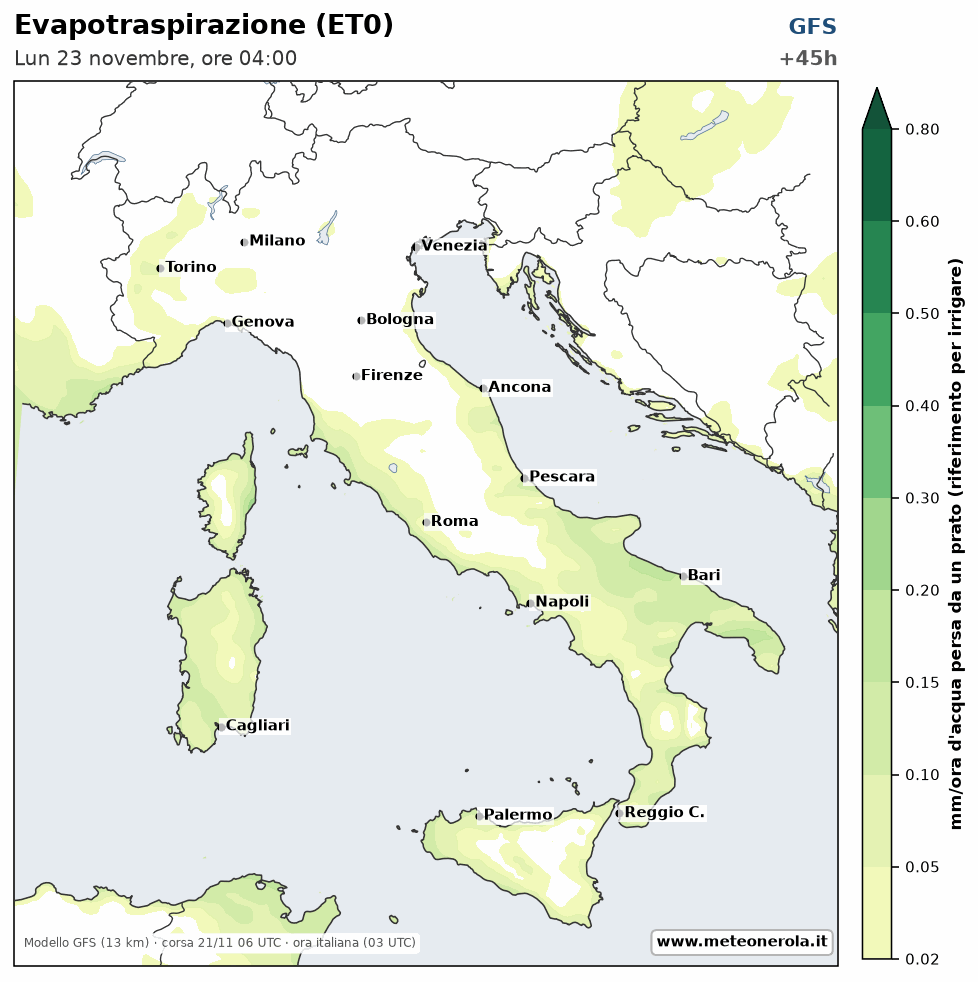 Evapotraspirazione (ET0)
GFS
Lun 23 novembre, ore 04:00
+45h
Milano
Venezia
Torino
Genova
Bologna
Firenze
Ancona
Pescara
Roma
Bari
Napoli
Cagliari
Palermo
Reggio C.
0.80
0.60
0.50
0.40
0.30
0.20
0.15
0.10
0.05
0.02
mm/ora d'acqua persa da un prato (riferimento per irrigare)
Modello GFS (13 km) · corsa 21/11 06 UTC · ora italiana (03 UTC)
www.meteonerola.it